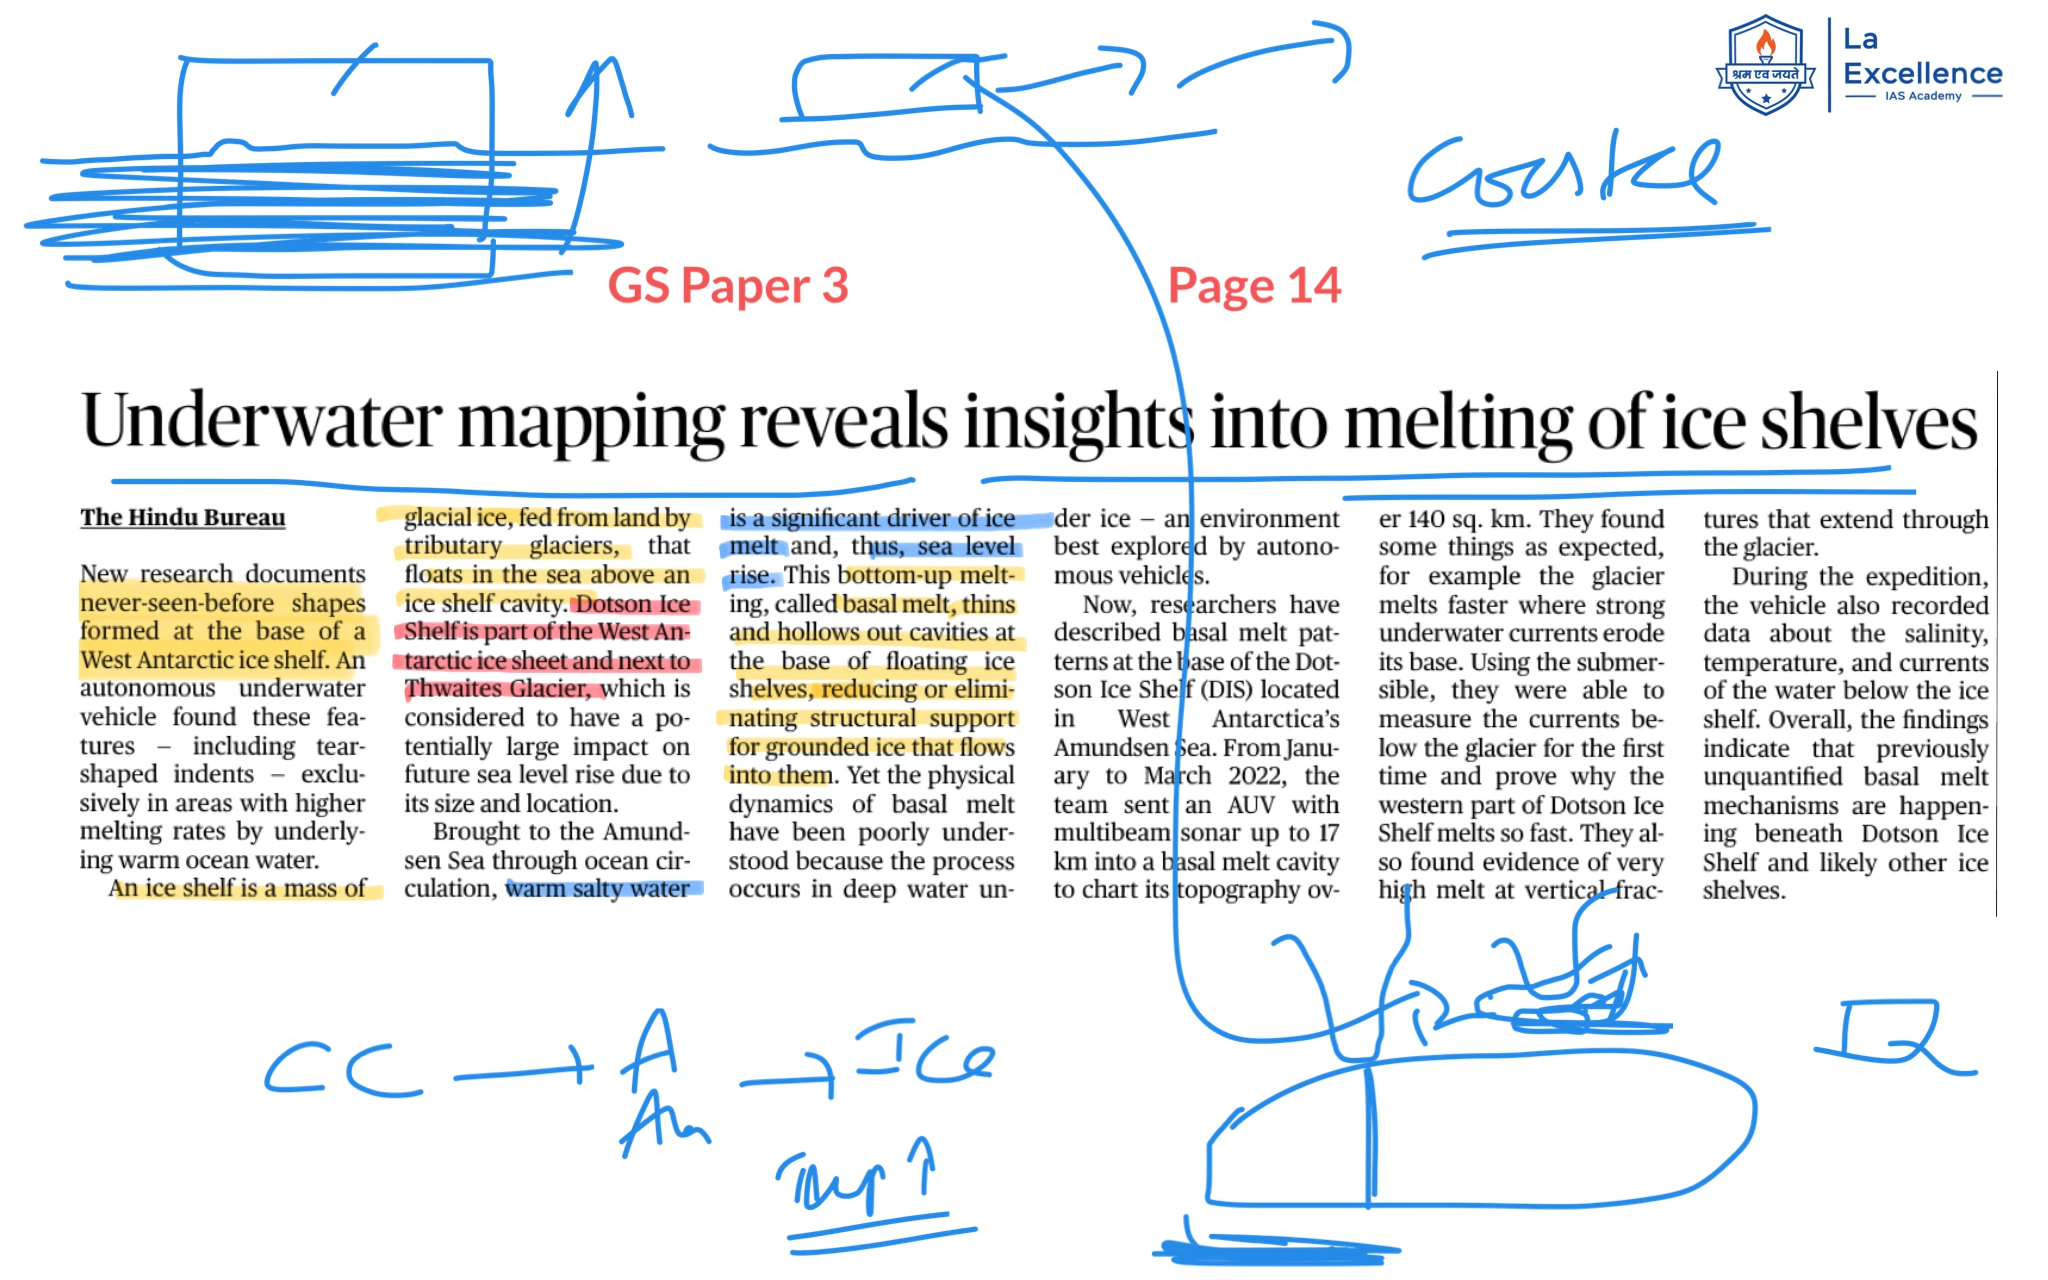 La
Excellence
IAS Academy
श्रम एव जयते
GS Paper 3
Page 14
Underwater mapping reveals insights into melting of ice shelves
The Hindu Bureau
New research documents
never-seen-before shapes
formed at the base of a
West Antarctic ice shelf. An
autonomous underwater
vehicle found these fea-
tures – including tear-
shaped indents – exclu-
sively in areas with higher
melting rates by underly-
ing warm ocean water.
An ice shelf is a mass of
glacial ice, fed from land by
tributary glaciers, that
floats in the sea above an
ice shelf cavity. Dotson Ice
Shelf is part of the West An-
tarctic ice sheet and next to
Thwaites Glacier, which is
considered to have a po-
tentially large impact on
future sea level rise due to
its size and location.
Brought to the Amund-
sen Sea through ocean cir-
culation, warm salty water
is a significant driver of ice
melt and, thus, sea level
rise. This bottom-up melt-
ing, called basal melt, thins
and hollows out cavities at
the base of floating ice
shelves, reducing or elimi-
nating structural support
for grounded ice that flows
into them. Yet the physical
dynamics of basal melt
have been poorly under-
stood because the process
occurs in deep water un-
der ice – an environment
best explored by autono-
mous vehicles.
Now, researchers have
described basal melt pat-
terns at the base of the Dot-
son Ice Shelf (DIS) located
in West Antarctica's
Amundsen Sea. From Janu-
ary to March 2022, the
team sent an AUV with
multibeam sonar up to 17
km into a basal melt cavity
to chart its topography ov-
er 140 sq. km. They found
some things as expected,
for example the glacier
melts faster where strong
underwater currents erode
its base. Using the submer-
sible, they were able to
measure the currents be-
low the glacier for the first
time and prove why the
western part of Dotson Ice
Shelf melts so fast. They al-
so found evidence of very
high melt at vertical frac-
tures that extend through
the glacier.
During the expedition,
the vehicle also recorded
data about the salinity,
temperature, and currents
of the water below the ice
shelf. Overall, the findings
indicate that previously
unquantified basal melt
mechanisms are happen-
ing beneath Dotson Ice
Shelf and likely other ice
shelves.
CC → A → ICe